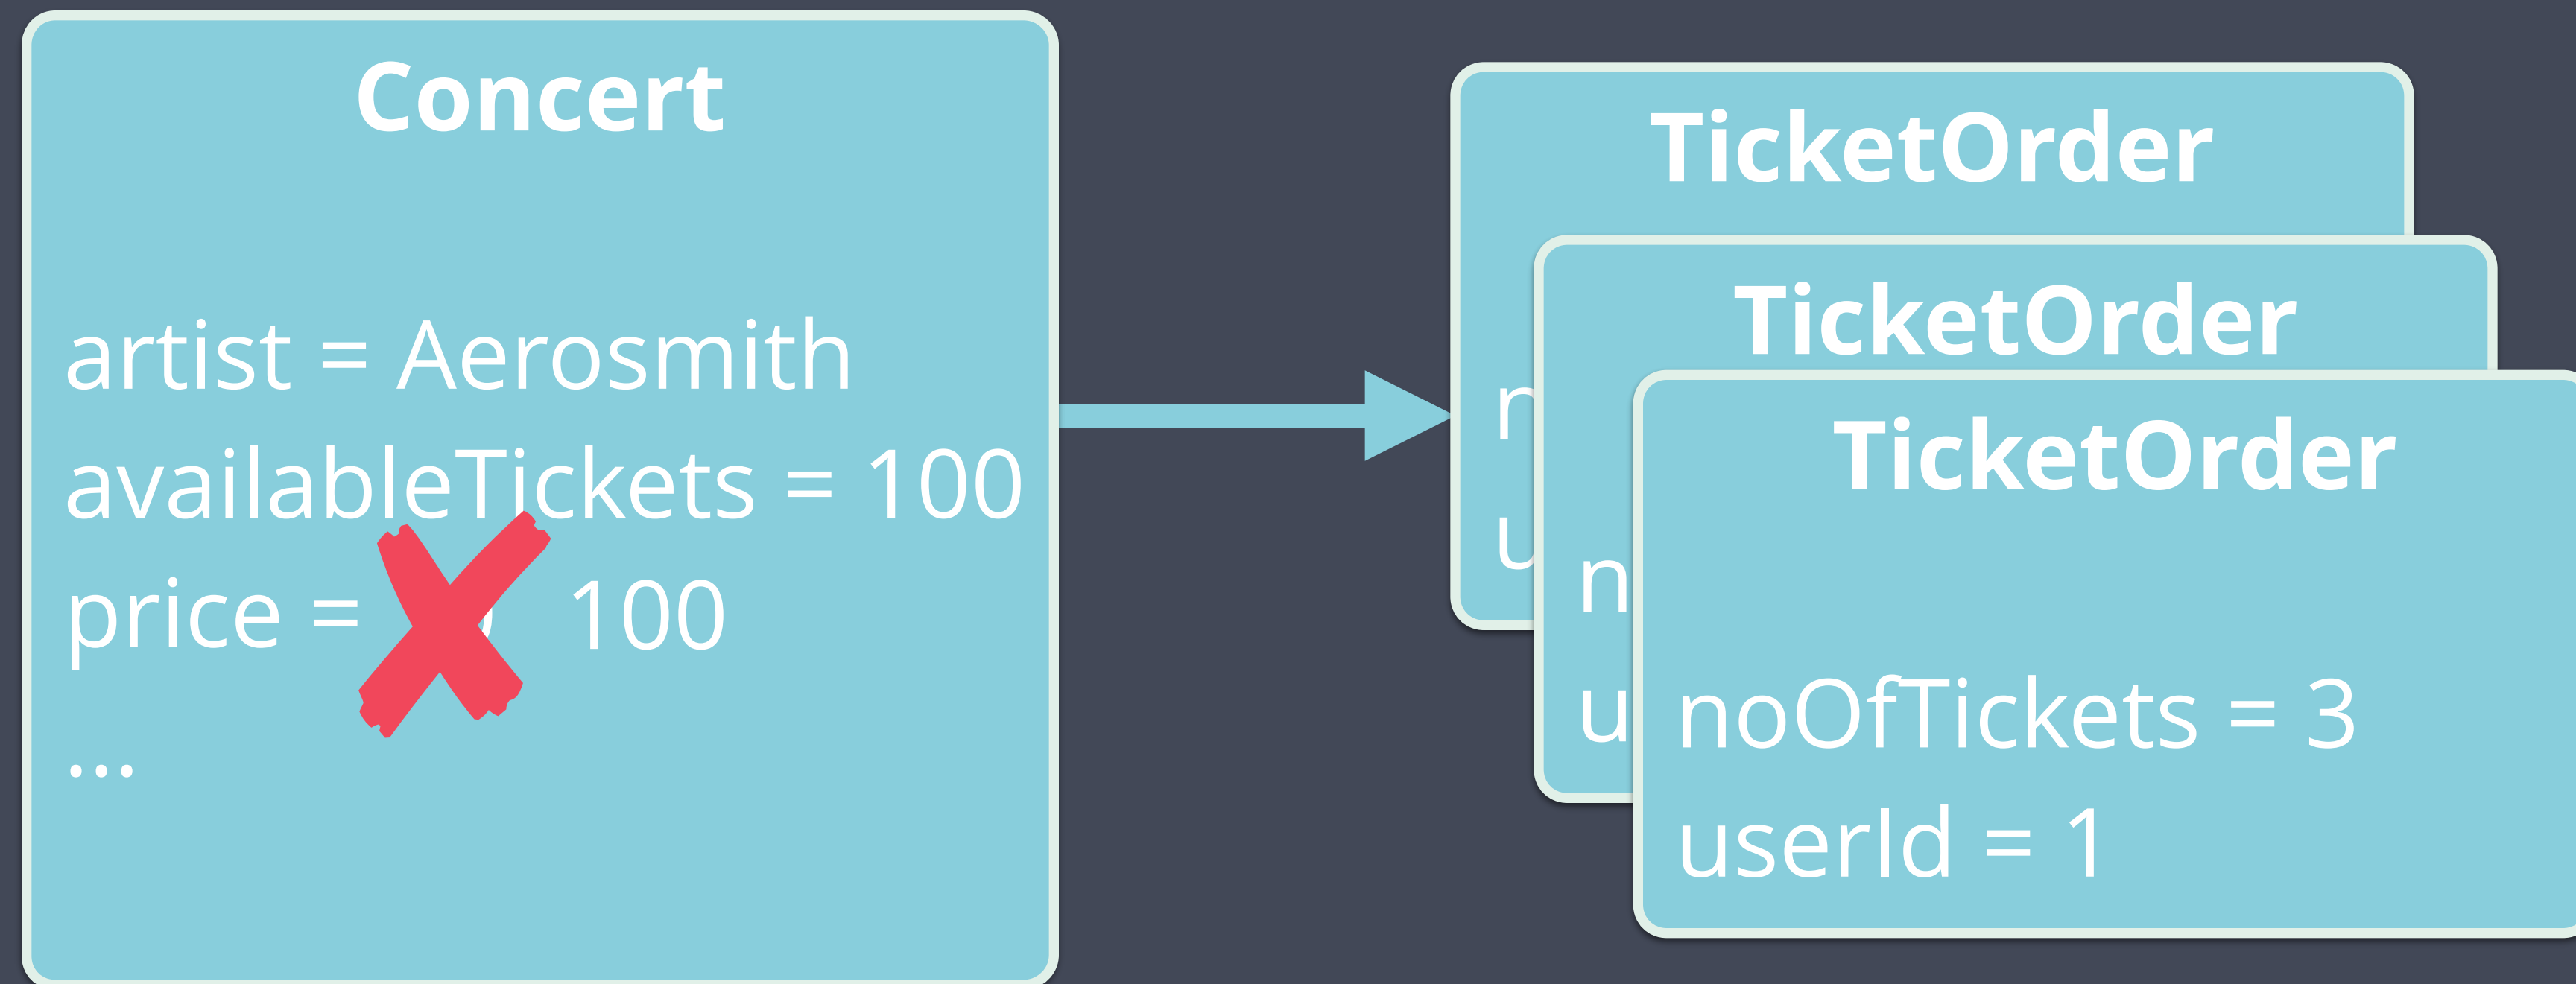 Concert
artist = Aerosmith
availableTickets = 100
price = 100
...
TicketOrder
n
u
TicketOrder
n
u
TicketOrder
noOfTickets = 3
userId = 1